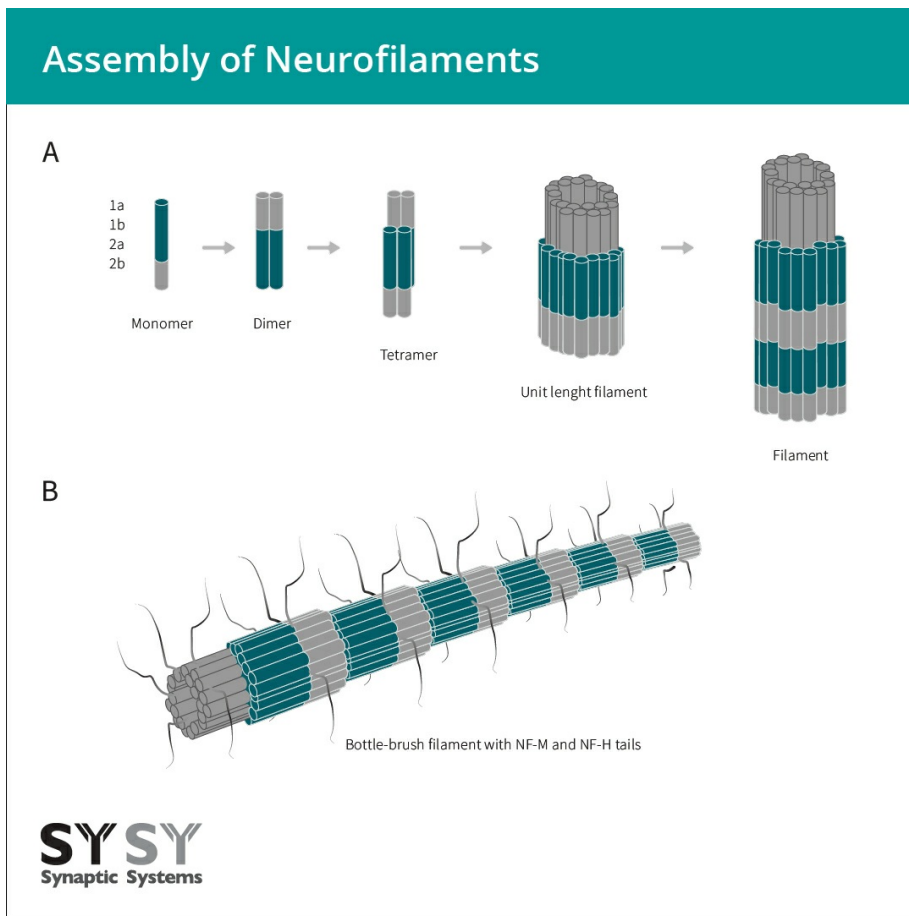 Assembly of Neurofilaments
A
1a
1b
2a
2b
Monomer
Dimer
Tetramer
Unit lenght filament
Filament
B
Bottle-brush filament with NF-M and NF-H tails
SYSY
Synaptic Systems